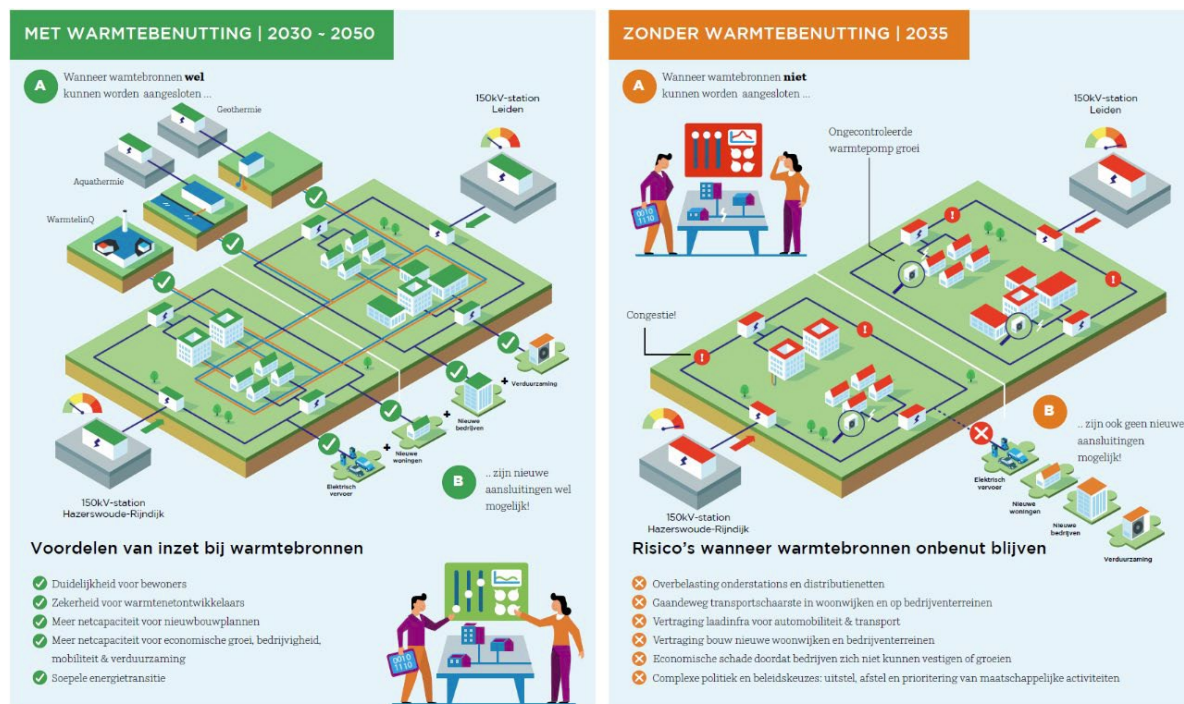 MET WARMTEBENUTTING | 2030 ~ 2050
A
Wanneer wamtebronnen wel
kunnen worden aangesloten ...
Geothermie
Aquathermie
WarmtelinQ
150kV-station
Leiden
+
Verduurzaming
+
Nieuwe
bedrijven
+
Nieuwe
woningen
Elektrisch
vervoer
B
.. zijn nieuwe
aansluitingen wel
mogelijk!
150kV-station
Hazerswoude-Rijndijk
Voordelen van inzet bij warmtebronnen
Duidelijkheid voor bewoners
Zekerheid voor warmtenetontwikkelaars
Meer netcapaciteit voor nieuwbouwplannen
Meer netcapaciteit voor economische groei, bedrijvigheid,
mobiliteit & verduurzaming
Soepele energietransitie
0010
1110
ZONDER WARMTEBENUTTING | 2035
A
Wanneer wamtebronnen niet
kunnen worden aangesloten ...
0010
1110
Ongecontroleerde
warmtepomp groei
150kV-station
Leiden
!
!
Congestie!
!
!
B
.. zijn ook geen nieuwe
aansluitingen
mogelijk!
Elektrisch
vervoer
Nieuwe
woningen
Nieuwe
bedrijven
Verduurzaming
150kV-station
Hazerswoude-Rijndijk
Risico's wanneer warmtebronnen onbenut blijven
Overbelasting onderstations en distributienetten
Gaandeweg transportschaarste in woonwijken en op bedrijventerreinen
Vertraging laadinfra voor automobiliteit & transport
Vertraging bouw nieuwe woonwijken en bedrijventerreinen
Economische schade doordat bedrijven zich niet kunnen vestigen of groeien
Complexe politiek en beleidskeuzes: uitstel, afstel en prioritering van maatschappelijke activiteiten